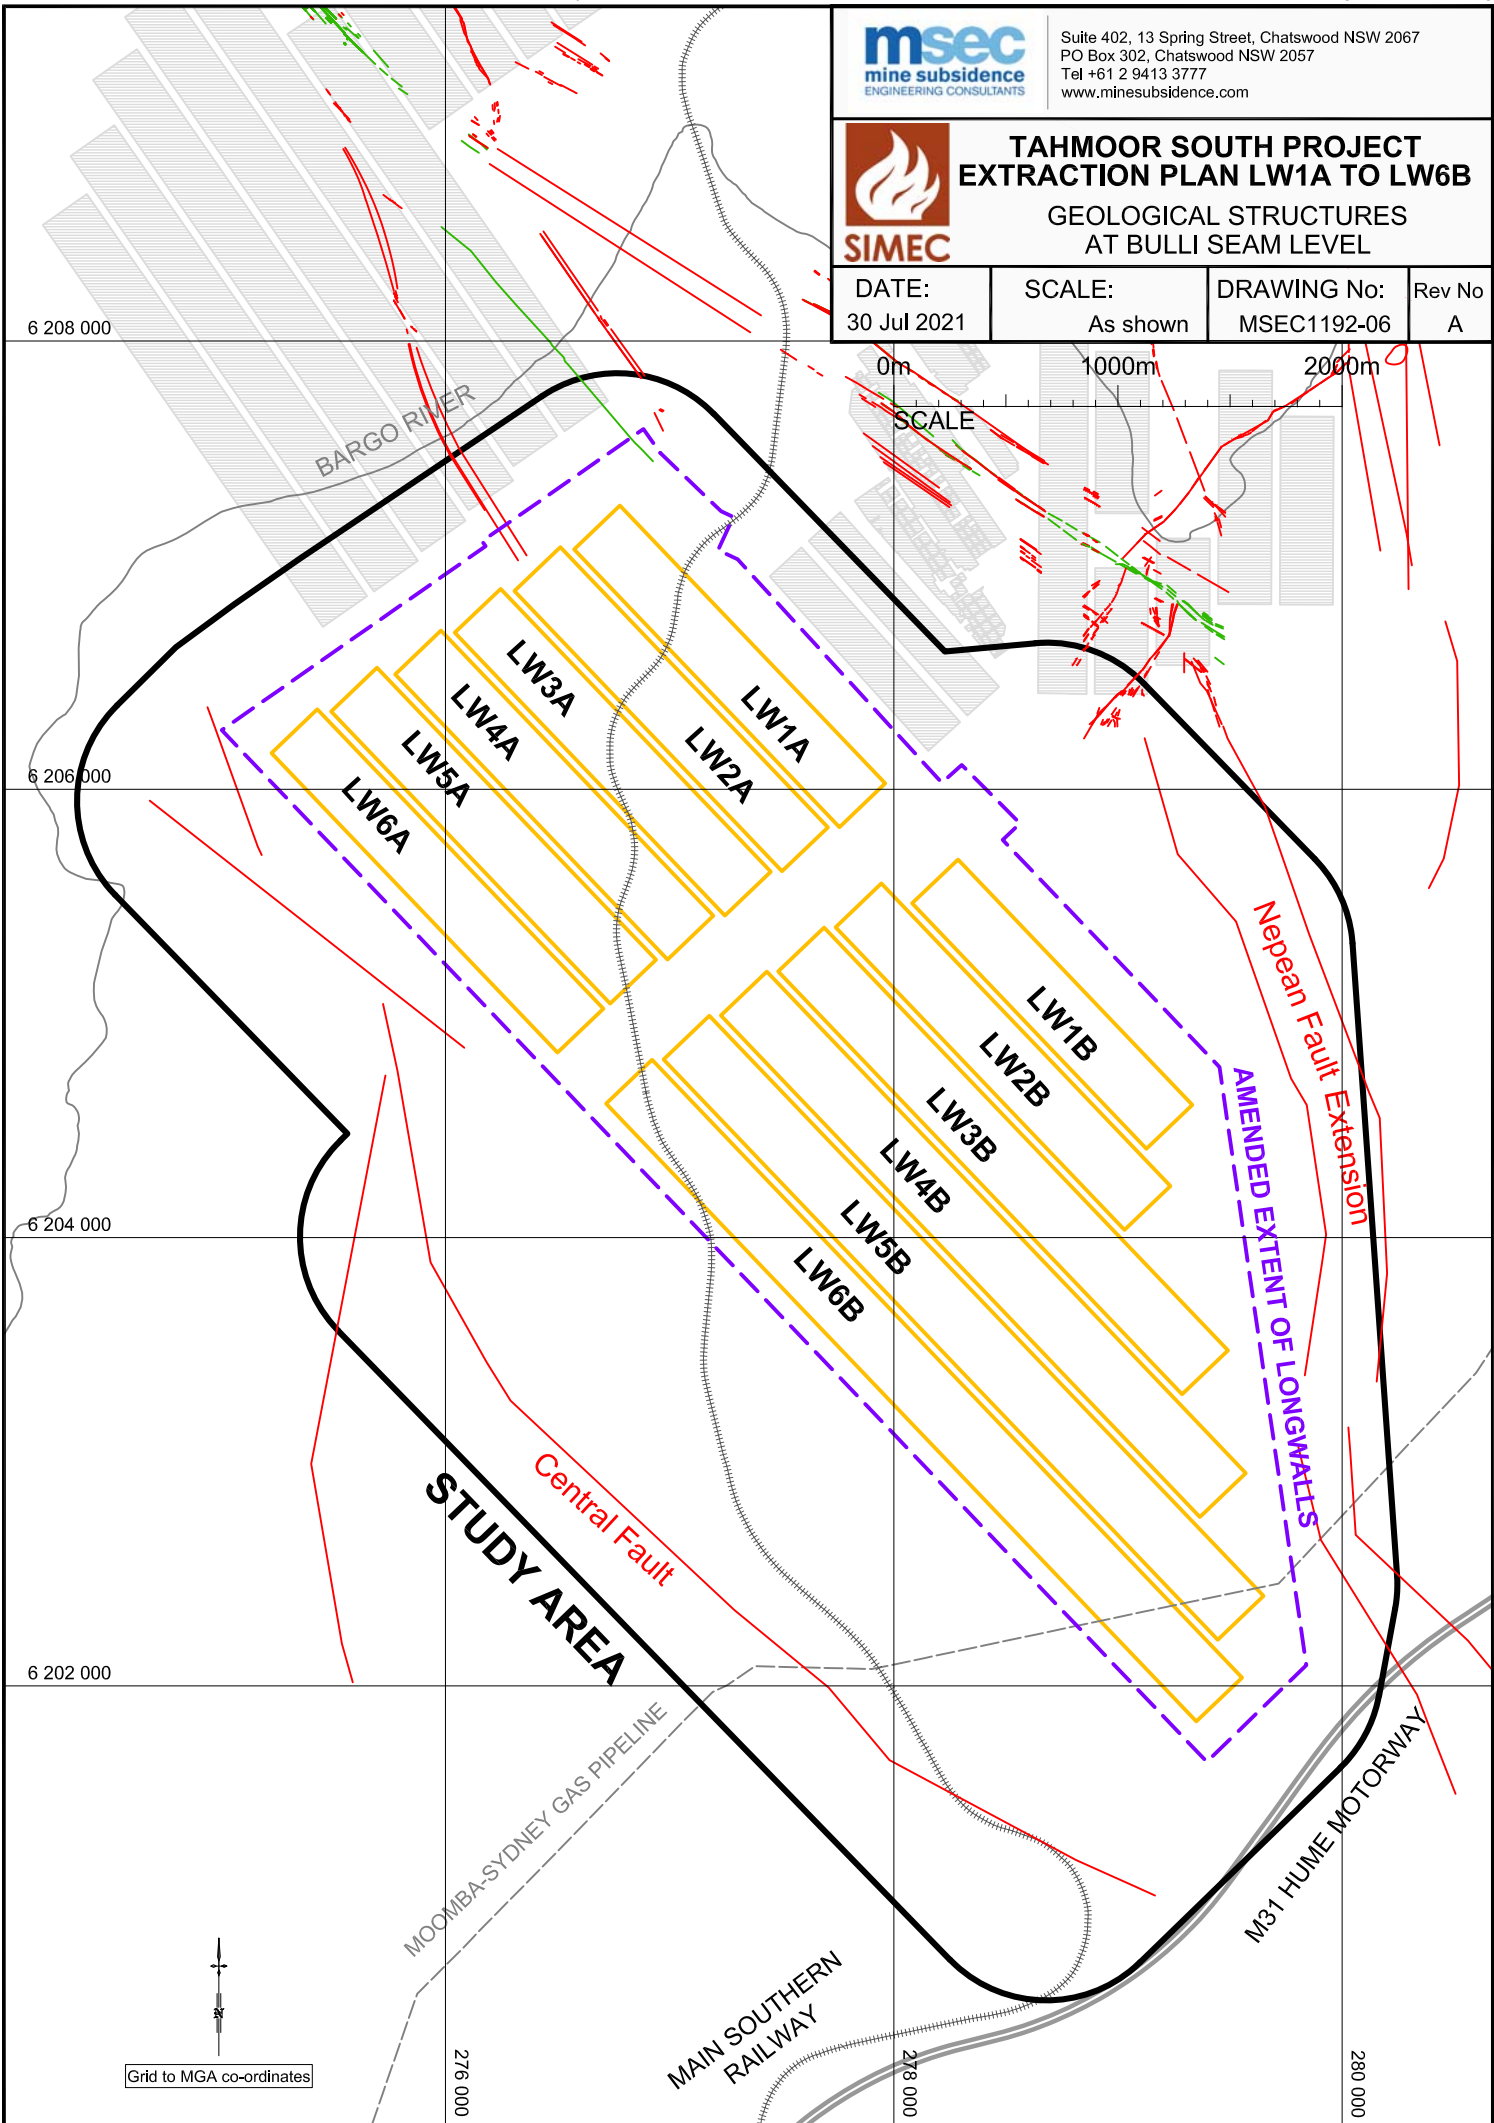 msec
mine subsidence
ENGINEERING CONSULTANTS
Suite 402, 13 Spring Street, Chatswood NSW 2067
PO Box 302, Chatswood NSW 2057
Tel +61 2 9413 3777
www.minesubsidence.com
SIMEC
TAHMOOR SOUTH PROJECT
EXTRACTION PLAN LW1A TO LW6B
GEOLOGICAL STRUCTURES
AT BULLI SEAM LEVEL
DATE:
30 Jul 2021
SCALE:
As shown
DRAWING No:
MSEC1192-06
Rev No
A
6 208 000
0m
1000m
2000m
SCALE
BARGO RIVER
LW1A
LW2A
LW3A
LW4A
LW5A
LW6A
6 206 000
Nepean Fault Extension
LW1B
LW2B
LW3B
LW4B
LW5B
LW6B
AMENDED EXTENT OF LONGWALLS
6 204 000
Central Fault
STUDY AREA
6 202 000
MOOMBA-SYDNEY GAS PIPELINE
M31 HUME MOTORWAY
MAIN SOUTHERN
RAILWAY
N
Grid to MGA co-ordinates
276 000
278 000
280 000